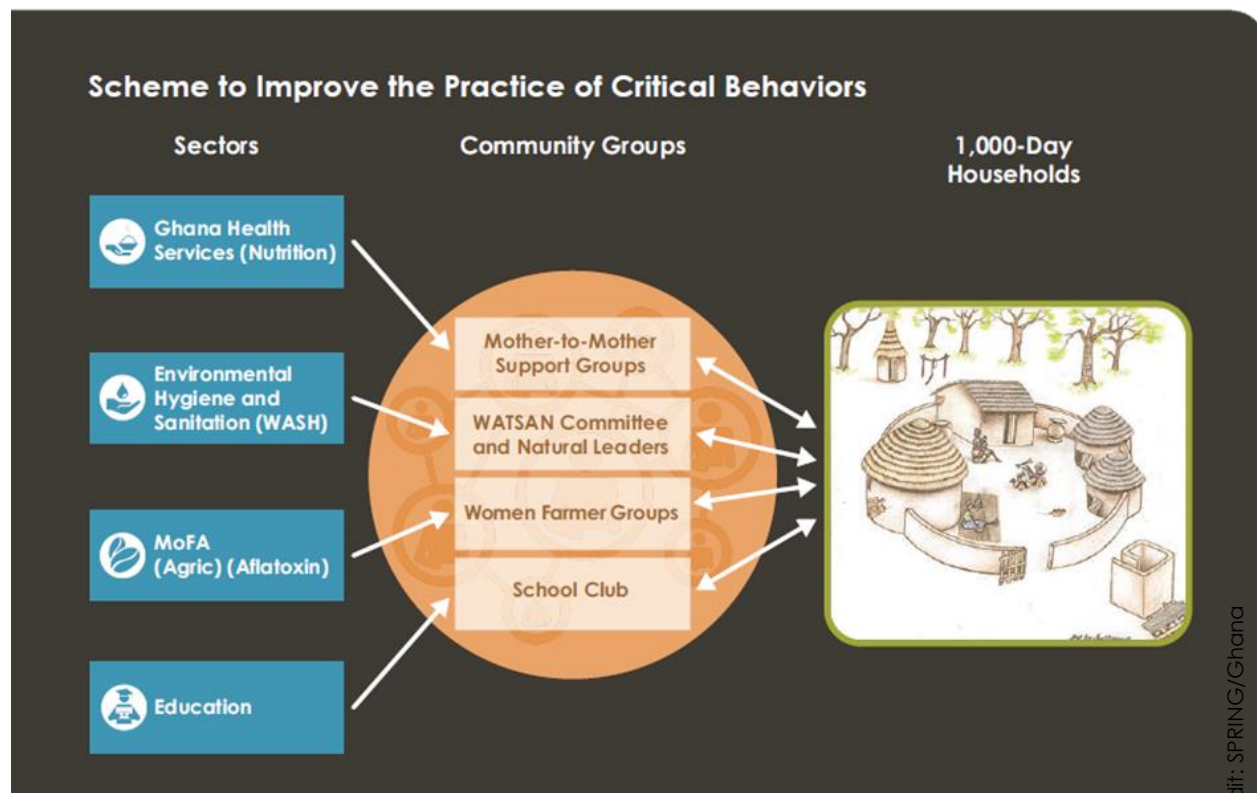 Scheme to Improve the Practice of Critical Behaviors
Sectors
Community Groups
1,000-Day
Households
Ghana Health
Services (Nutrition)
Environmental
Hygiene and
Sanitation (WASH)
MoFA
(Agric) (Aflatoxin)
Education
Mother-to-Mother
Support Groups
WATSAN Committee
and Natural Leaders
Women Farmer Groups
School Club
SPRING/Ghana